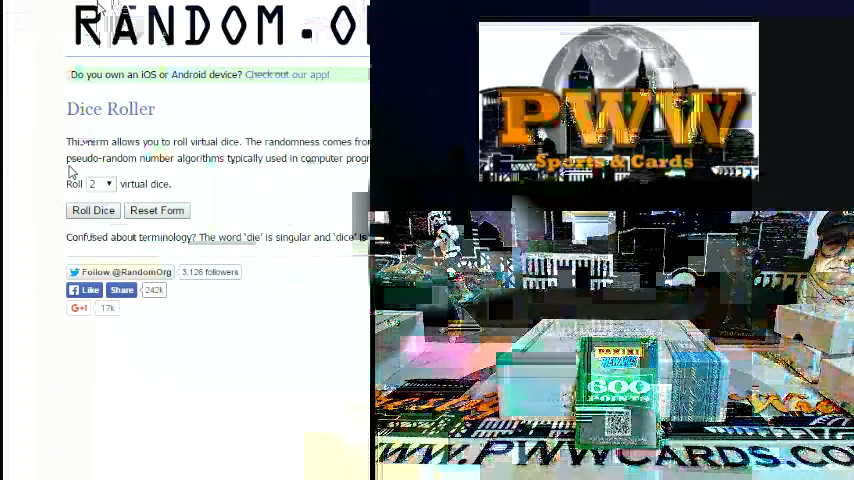 RANDOM.O
Do you own an iOS or Android device? Check out our app!
Dice Roller
form allows you to roll virtual dice. The randomness comes from
pseudo-random number algorithms typically used in computer progr
Roll 2 virtual dice.
Roll Dice Reset Form
Confused about terminology? The word 'die' is singular and 'dice' is
Follow @RandomOrg 3,126 followers
Like Share 242k
G+1 17k
PWW
Sports & Cards
PANINI
REWARDS
600
POINTS
WWW.PWWCARDS.CO